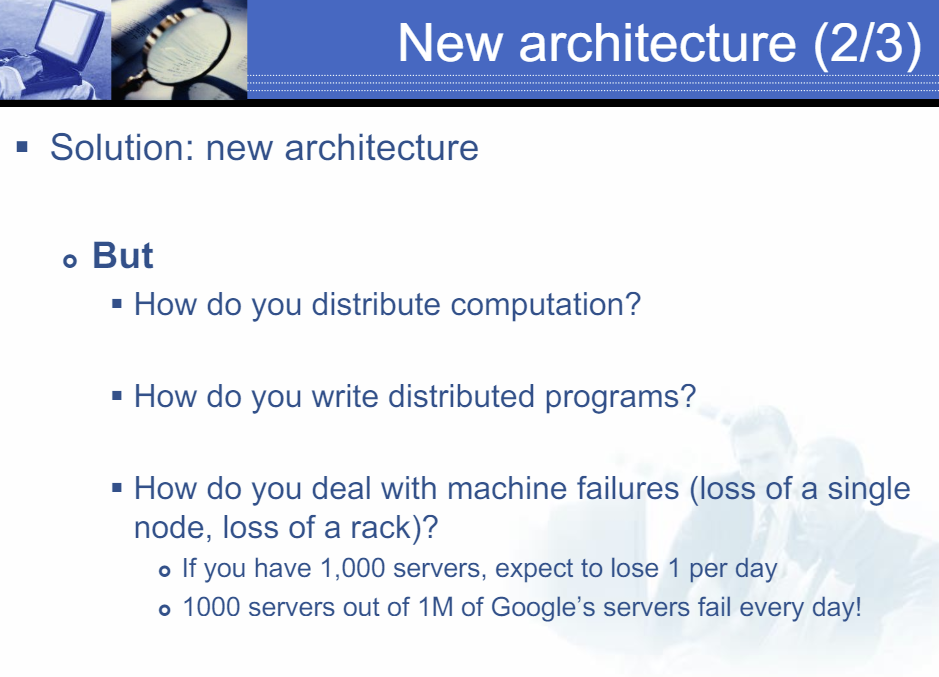 New architecture (2/3)
Solution: new architecture
But
How do you distribute computation?
How do you write distributed programs?
How do you deal with machine failures (loss of a single
node, loss of a rack)?
If you have 1,000 servers, expect to lose 1 per day
1000 servers out of 1M of Google’s servers fail every day!